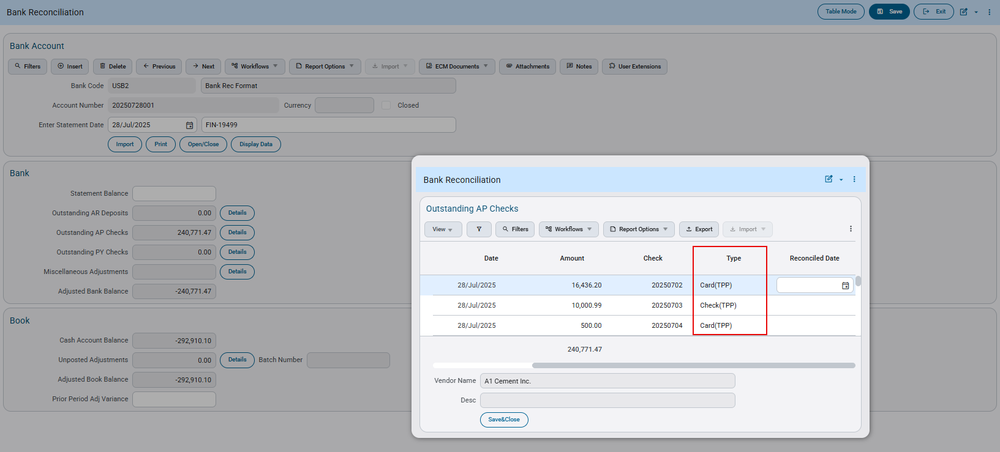 Bank Reconciliation
Table Mode Save Exit
Bank Account
Filters Insert Delete Previous Next Workflows Report Options Import ECM Documents Attachments Notes User Extensions
Bank Code USB2 Bank Rec Format
Account Number 20250728001 Currency Closed
Enter Statement Date 28/Jul/2025 FIN-19499
Import Print Open/Close Display Data
Bank
Statement Balance
Outstanding AR Deposits 0.00 Details
Outstanding AP Checks 240,771.47 Details
Outstanding PY Checks 0.00 Details
Miscellaneous Adjustments Details
Adjusted Bank Balance -240,771.47
Book
Cash Account Balance -292,910.10
Unposted Adjustments 0.00 Details Batch Number
Adjusted Book Balance -292,910.10
Prior Period Adj Variance
Bank Reconciliation
Outstanding AP Checks
View Filters Workflows Report Options Export Import
Date Amount Check Type Reconciled Date
28/Jul/2025 16,436.20 20250702 Card(TPP)
28/Jul/2025 10,000.99 20250703 Check(TPP)
28/Jul/2025 500.00 20250704 Card(TPP)
240,771.47
Vendor Name A1 Cement Inc.
Desc
Save&Close